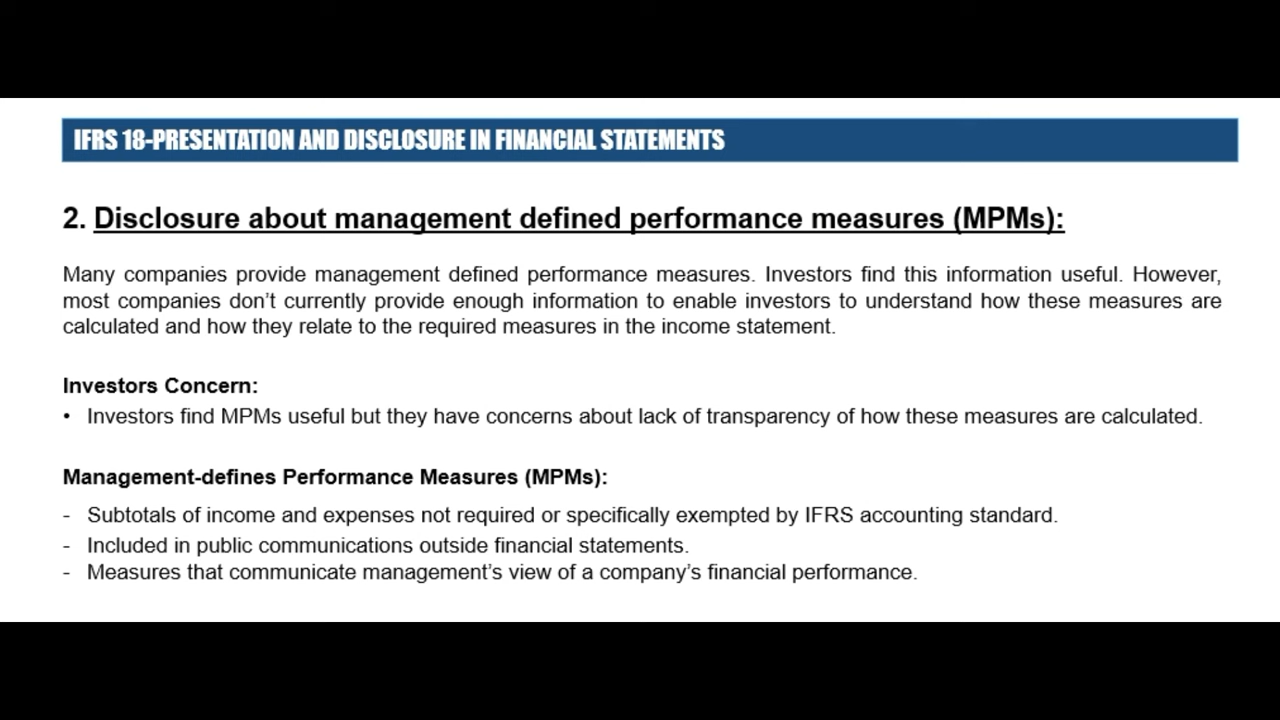 IFRS 18-PRESENTATION AND DISCLOSURE IN FINANCIAL STATEMENTS
2. Disclosure about management defined performance measures (MPMs):
Many companies provide management defined performance measures. Investors find this information useful. However,
most companies don’t currently provide enough information to enable investors to understand how these measures are
calculated and how they relate to the required measures in the income statement.
Investors Concern:
• Investors find MPMs useful but they have concerns about lack of transparency of how these measures are calculated.
Management-defines Performance Measures (MPMs):
- Subtotals of income and expenses not required or specifically exempted by IFRS accounting standard.
- Included in public communications outside financial statements.
- Measures that communicate management’s view of a company’s financial performance.